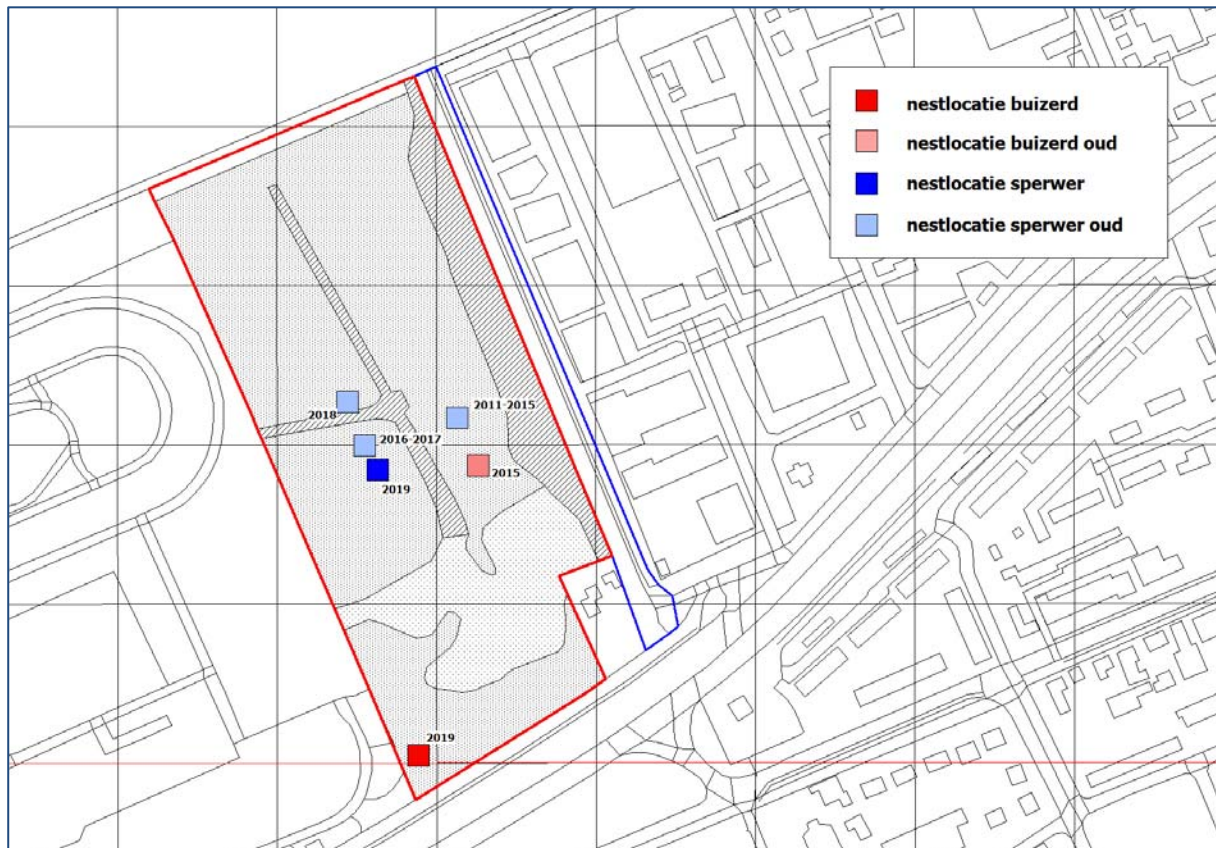 nestlocatie buizerd
nestlocatie buizerd oud
nestlocatie sperwer
nestlocatie sperwer oud
2018
2011-2015
2016-2017
2015
2019
2019